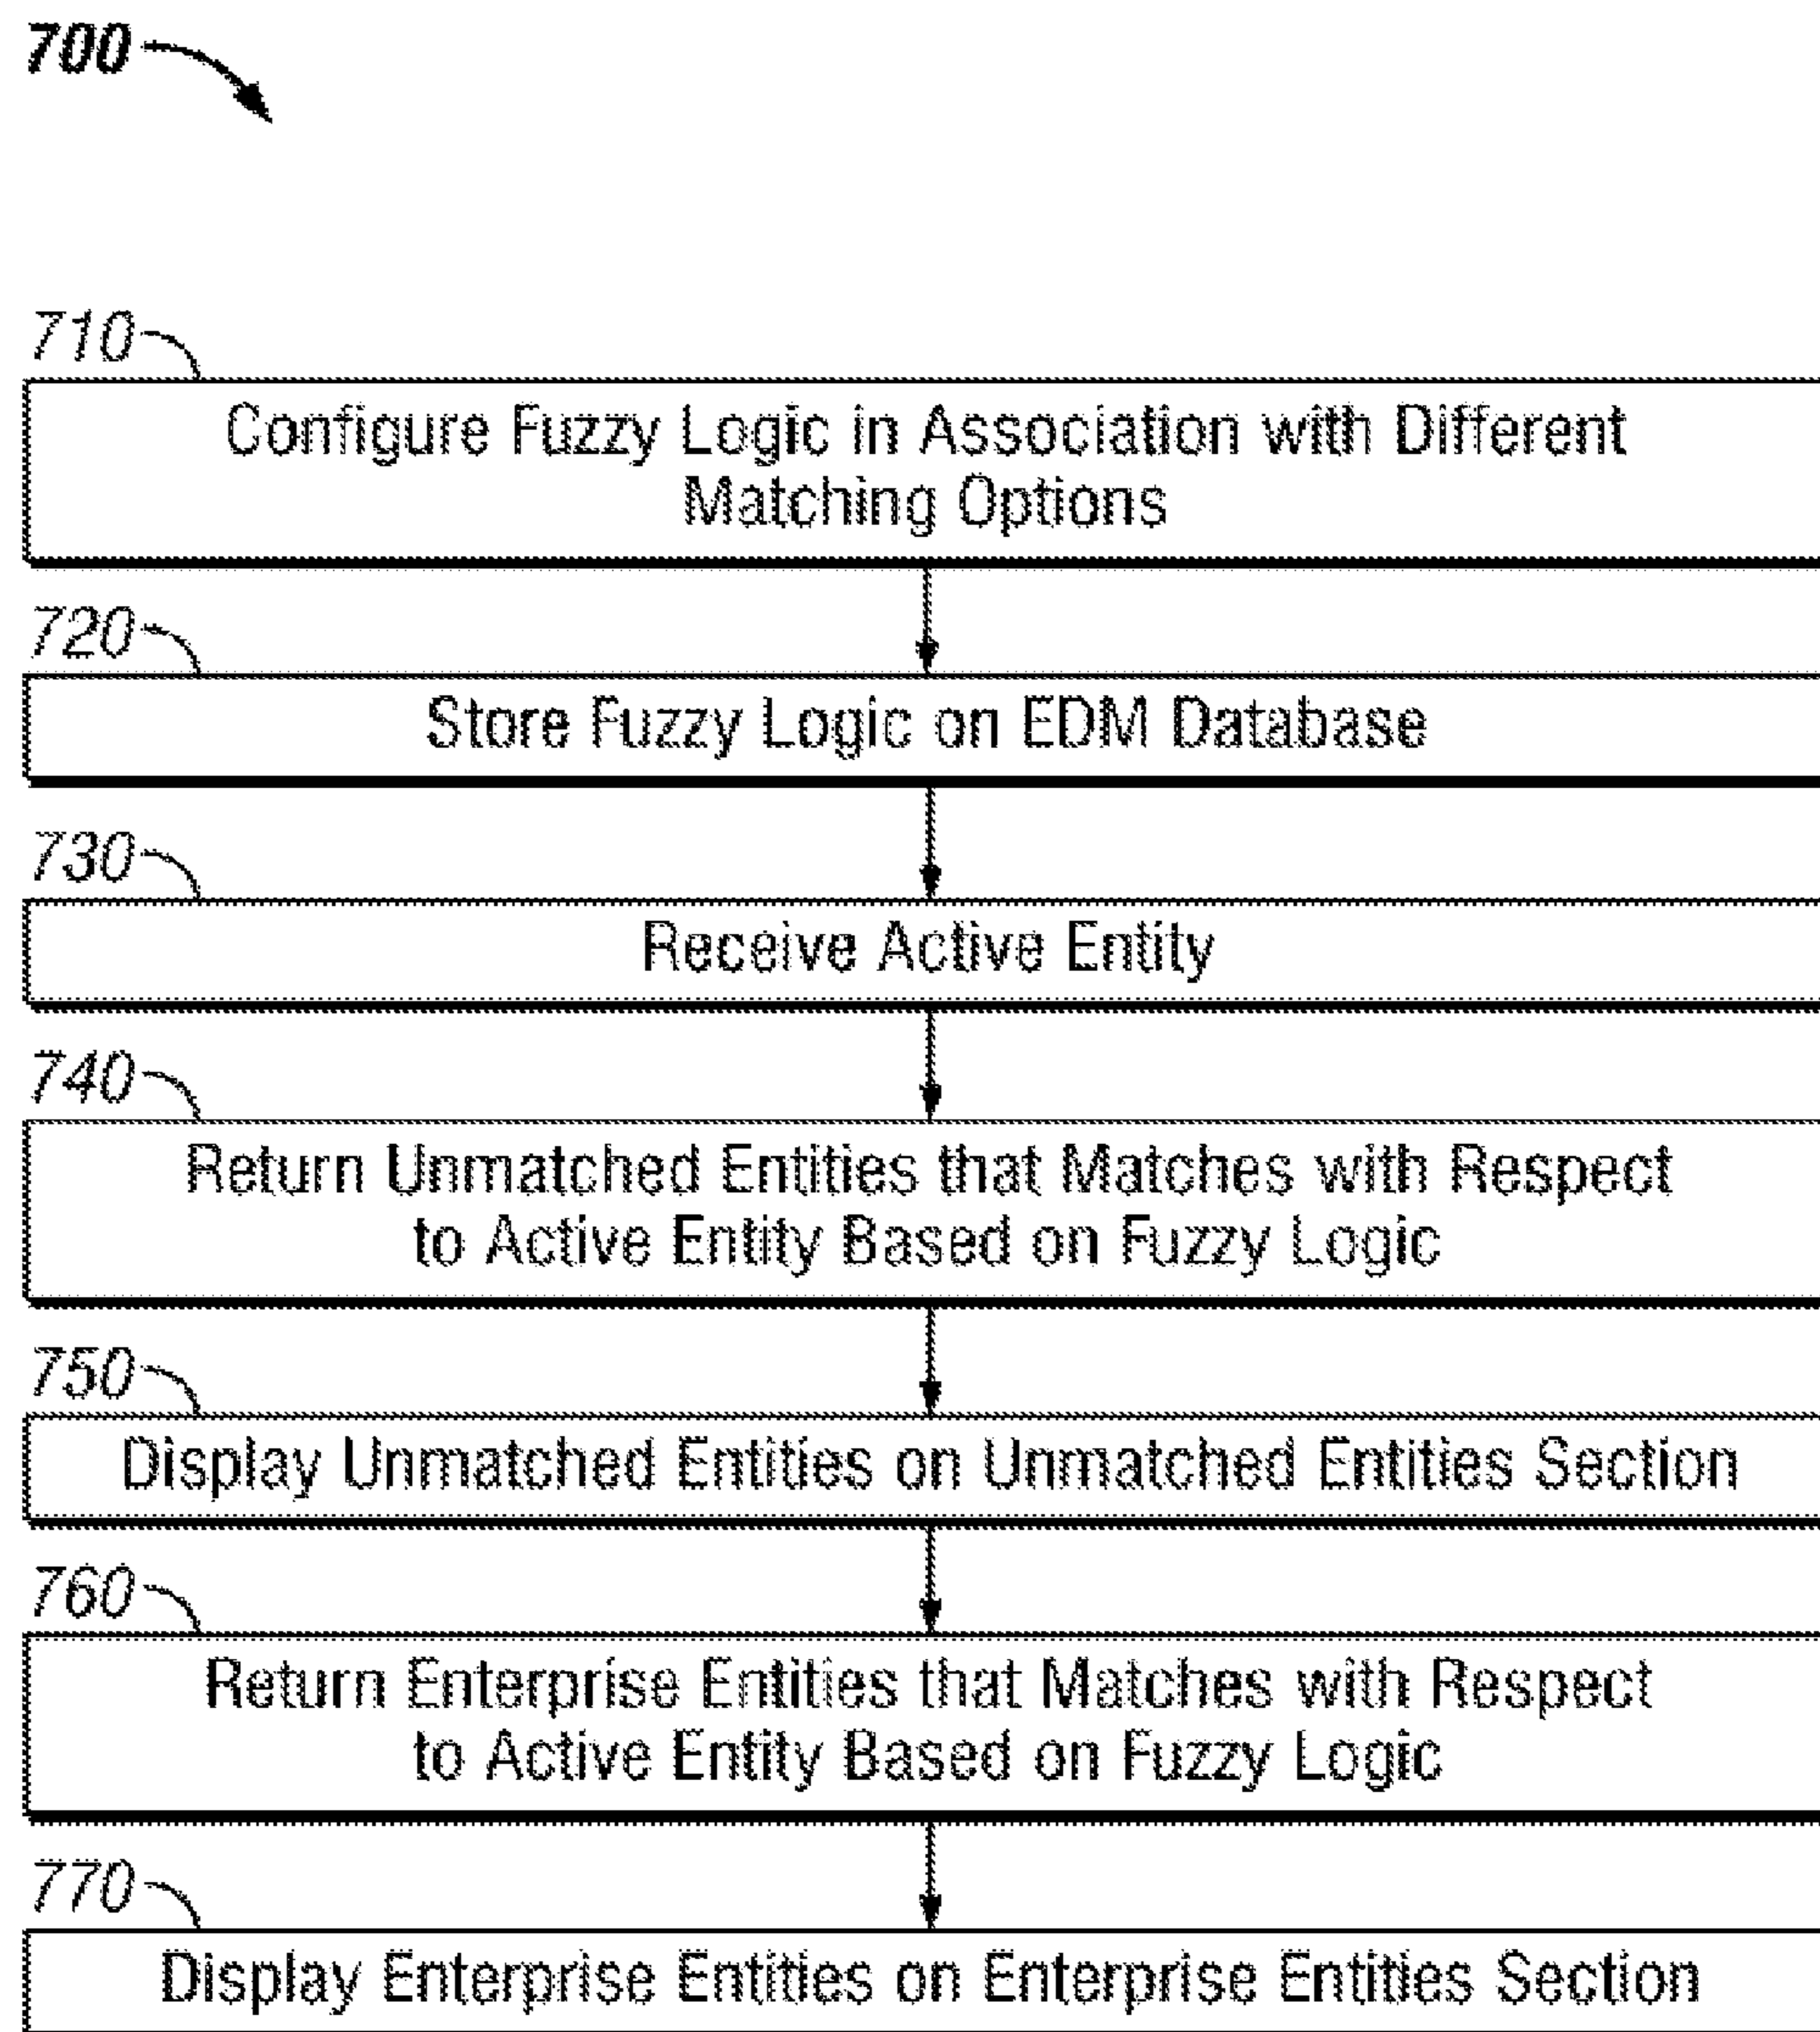 700
710
Configure Fuzzy Logic in Association with Different
Matching Options
720
Store Fuzzy Logic on EDM Database
730
Receive Active Entity
740
Return Unmatched Entities that Matches with Respect
to Active Entity Based on Fuzzy Logic
750
Display Unmatched Entities on Unmatched Entities Section
760
Return Enterprise Entities that Matches with Respect
to Active Entity Based on Fuzzy Logic
770
Display Enterprise Entities on Enterprise Entities Section